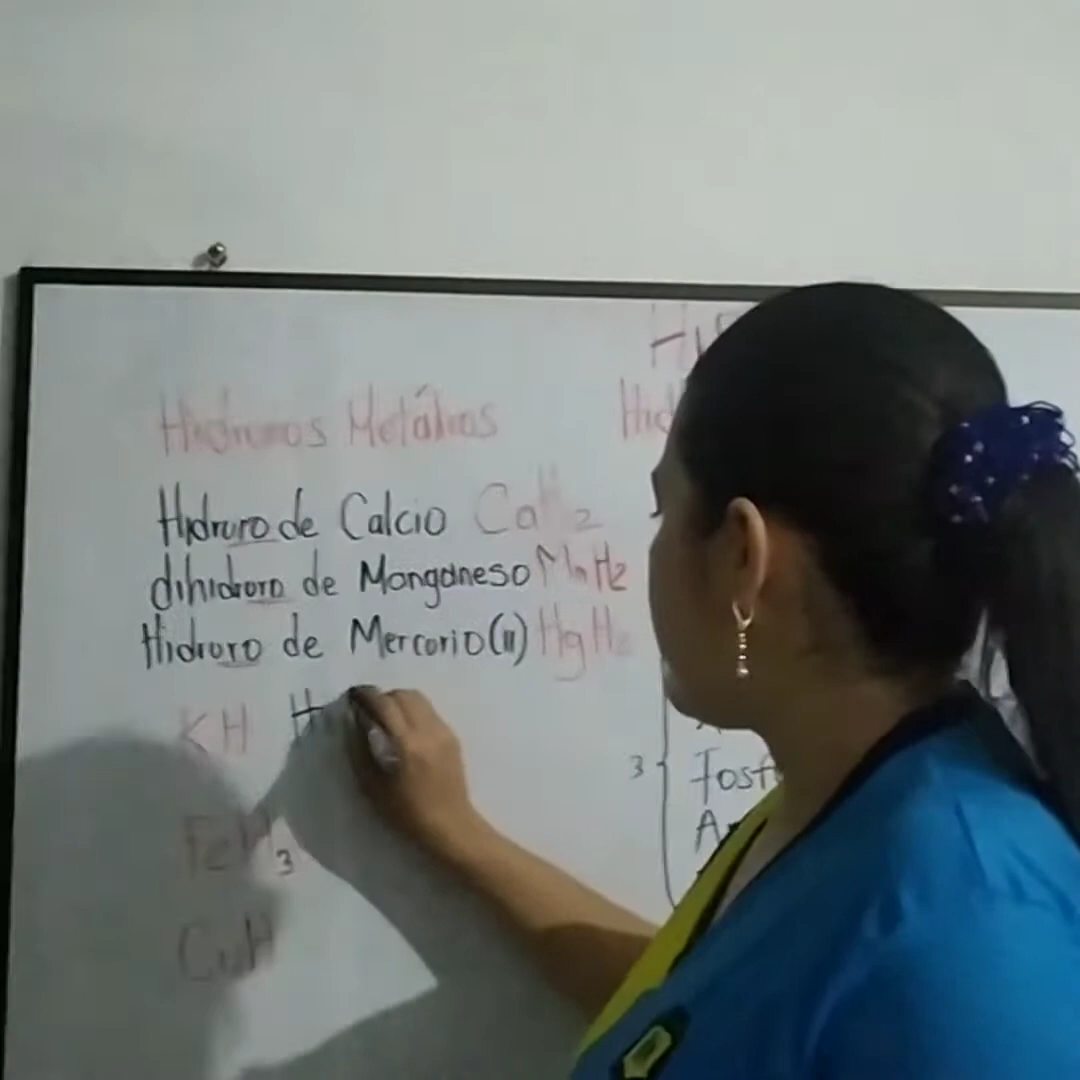 Hidruros Metálicos
Hidruro de Calcio CaH2
dihidruro de Manganeso MnH2
Hidruro de Mercurio (II) HgH2
KH H
FeH3
CuH
3